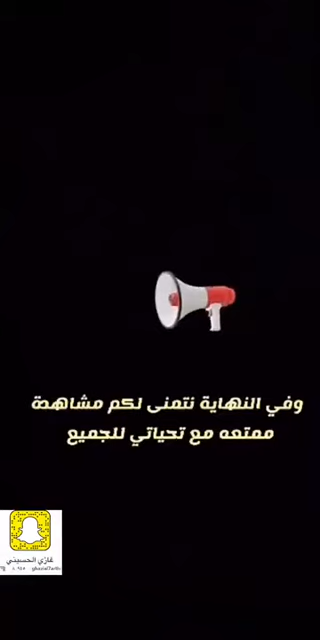 وفي النهاية نتمنى لكم مشاهدة
ممتعه مع تحياتي للجميع
غازي الحسيني